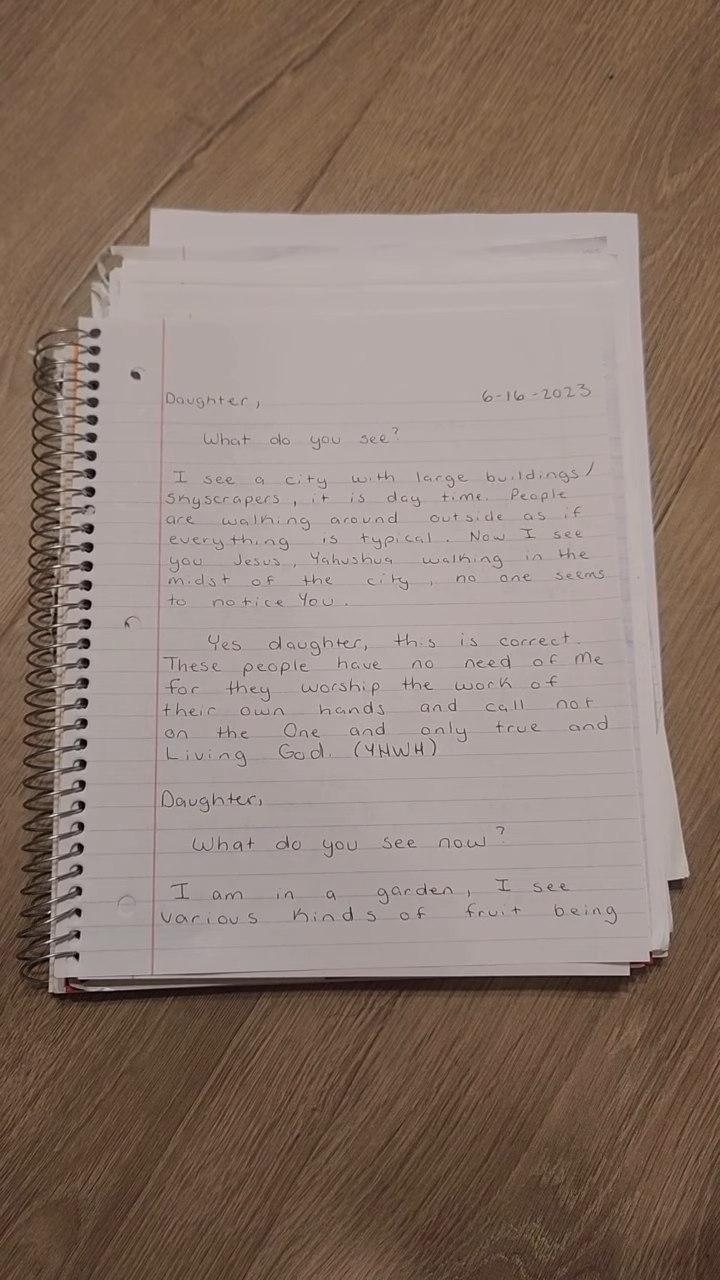 Daughter, 6-16-2023
What do you see?
I see a city with large buildings/
skyscrapers, it is day time. People
are walking around outside as if
everything is typical. Now I see
you Jesus, Yahushua walking in the
midst of the city, no one seems
to notice You.
Yes daughter, this is correct.
These people have no need of Me
for they worship the work of
their own hands and call not
on the One and only true and
Living God. (YHWH)
Daughter,
What do you see now?
I am in a garden, I see
various kinds of fruit being